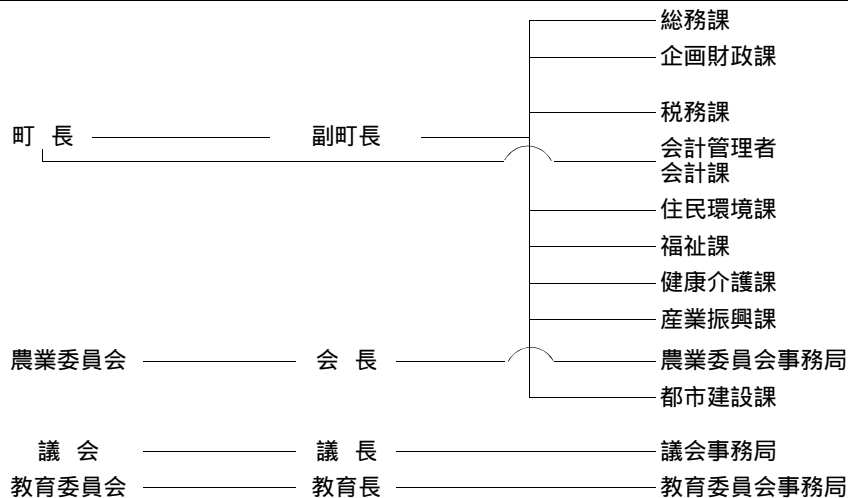 総務課
企画財政課
税務課
町 長 副町長
会計管理者
会計課
住民環境課
福祉課
健康介護課
産業振興課
農業委員会 会 長 農業委員会事務局
都市建設課
議 会 議 長 議会事務局
教育委員会 教育長 教育委員会事務局